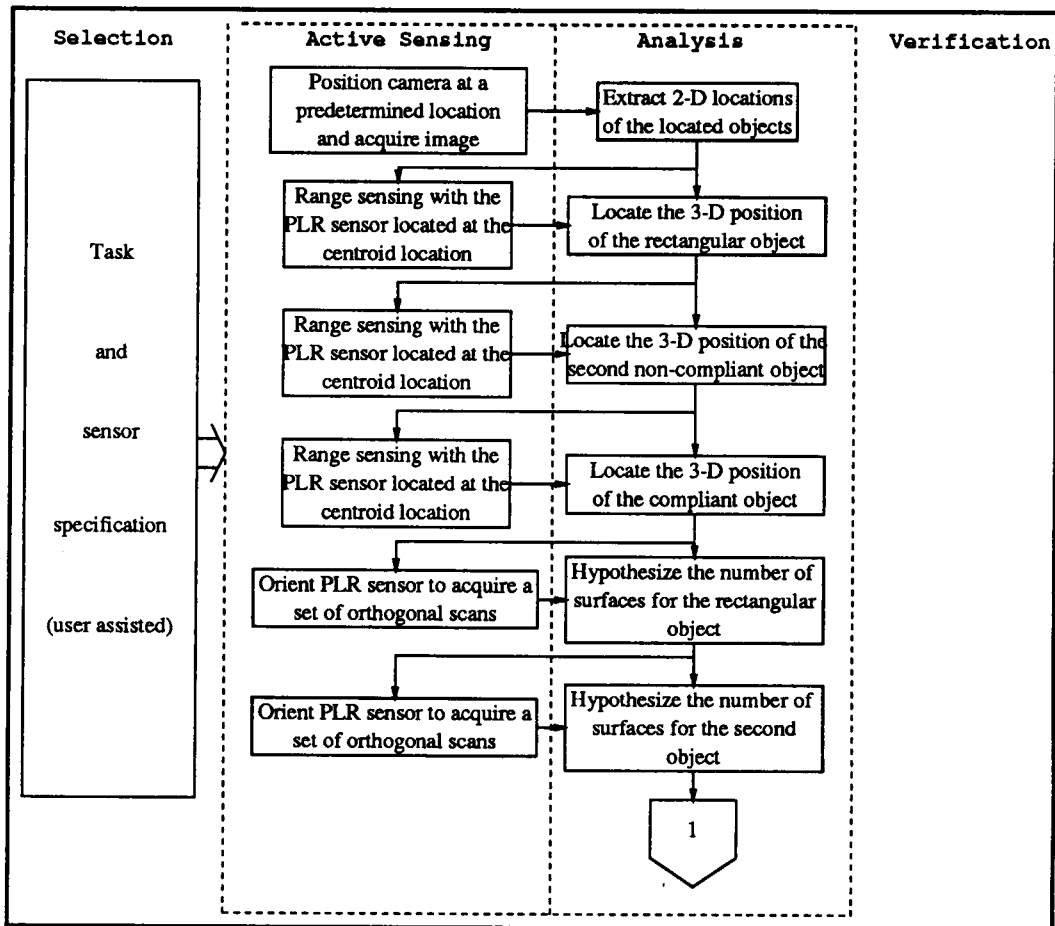 Selection
Active Sensing
Analysis
Verification
Task
and
sensor
specification
(user assisted)
Position camera at a
predetermined location
and acquire image
Extract 2-D locations
of the located objects
Range sensing with the
PLR sensor located at the
centroid location
Locate the 3-D position
of the rectangular object
Range sensing with the
PLR sensor located at the
centroid location
Locate the 3-D position of the
second non-compliant object
Range sensing with the
PLR sensor located at the
centroid location
Locate the 3-D position
of the compliant object
Orient PLR sensor to acquire a
set of orthogonal scans
Hypothesize the number of
surfaces for the rectangular
object
Orient PLR sensor to acquire a
set of orthogonal scans
Hypothesize the number of
surfaces for the second
object
1